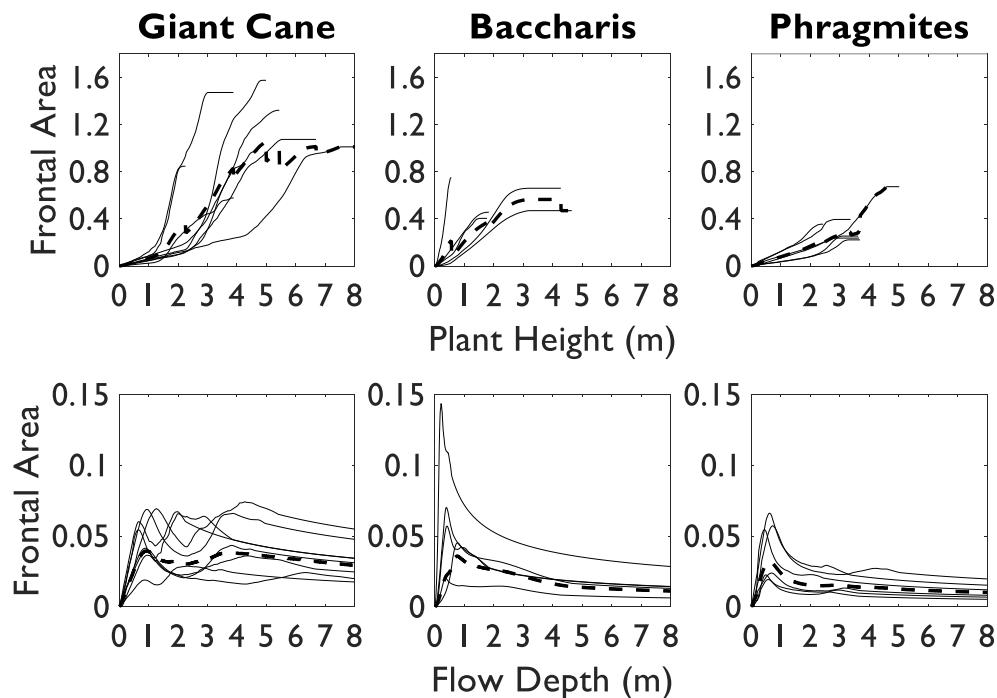 Giant Cane Baccharis Phragmites
Frontal Area
1.6 1.6 1.6
1.2 1.2 1.2
0.8 0.8 0.8
0.4 0.4 0.4
0 0 0
0 1 2 3 4 5 6 7 8 0 1 2 3 4 5 6 7 8 0 1 2 3 4 5 6 7 8
Plant Height (m)
Frontal Area
0.15 0.15 0.15
0.1 0.1 0.1
0.05 0.05 0.05
0 0 0
0 1 2 3 4 5 6 7 8 0 1 2 3 4 5 6 7 8 0 1 2 3 4 5 6 7 8
Flow Depth (m)